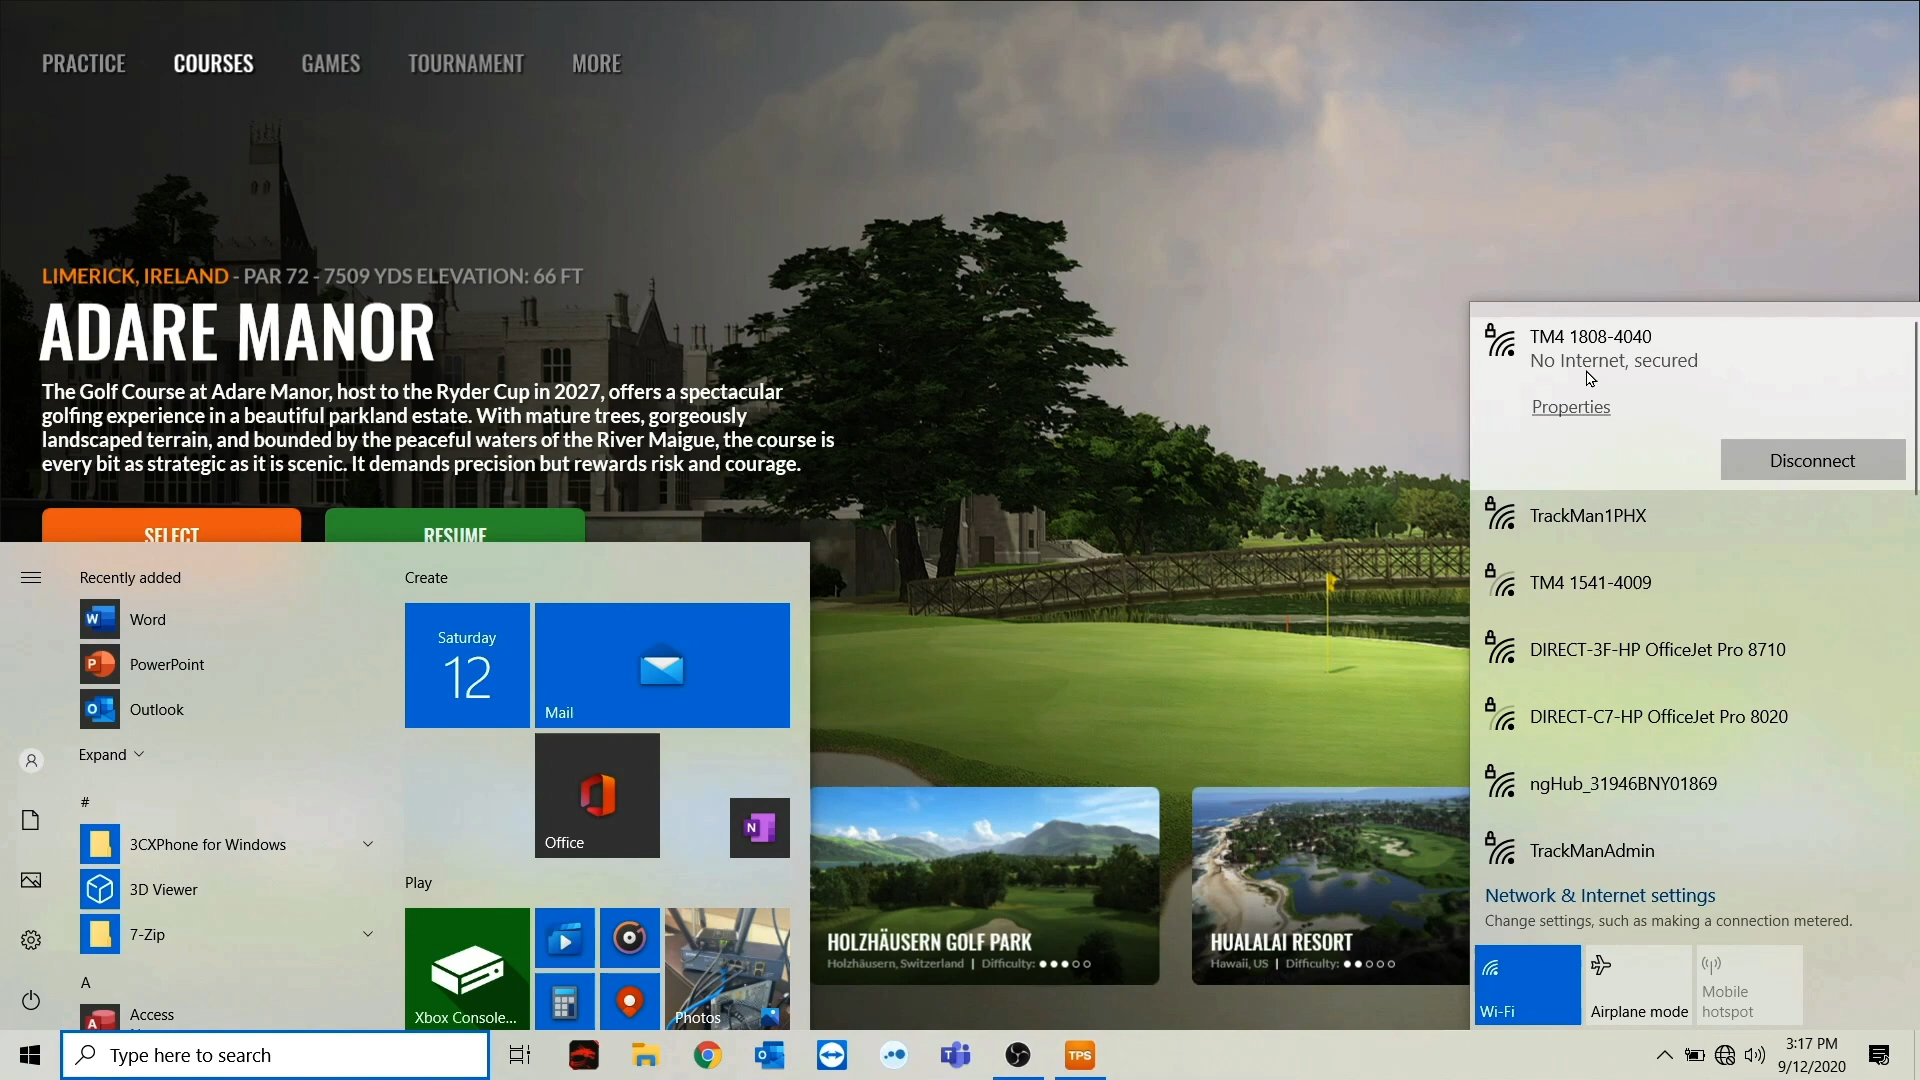 PRACTICE
COURSES
GAMES
TOURNAMENT
MORE
LIMERICK, IRELAND - PAR 72 - 7509 YDS ELEVATION: 66 FT
ADARE MANOR
The Golf Course at Adare Manor, host to the Ryder Cup in 2027, offers a spectacular
golfing experience in a beautiful parkland estate. With mature trees, gorgeously
landscaped terrain, and bounded by the peaceful waters of the River Maigue, the course is
every bit as strategic as it is scenic. It demands precision but rewards risk and courage.
SELECT
RESUME
Recently added
Word
PowerPoint
Outlook
Expand
#
3CXPhone for Windows
3D Viewer
7-Zip
A
Access
Create
Saturday
12
Mail
Office
Play
Xbox Console...
Photos
HOLZHÄUSERN GOLF PARK
Holzhäusern, Switzerland | Difficulty:
HUALALAI RESORT
Hawaii, US | Difficulty:
TM4 1808-4040
No Internet, secured
Properties
Disconnect
TrackMan1PHX
TM4 1541-4009
DIRECT-3F-HP OfficeJet Pro 8710
DIRECT-C7-HP OfficeJet Pro 8020
ngHub_31946BNY01869
TrackManAdmin
Network & Internet settings
Change settings, such as making a connection metered.
Wi-Fi
Airplane mode
Mobile
hotspot
Type here to search
TPS
3:17 PM
9/12/2020